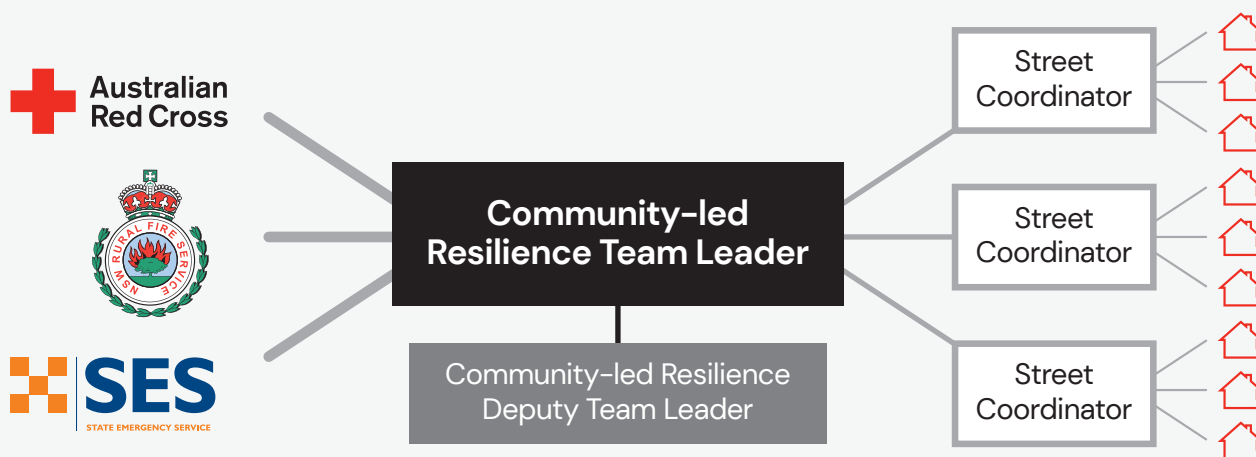 Australian
Red Cross
NSW RURAL FIRE SERVICE
SES
STATE EMERGENCY SERVICE
Community-led
Resilience Team Leader
Community-led Resilience
Deputy Team Leader
Street
Coordinator
Street
Coordinator
Street
Coordinator